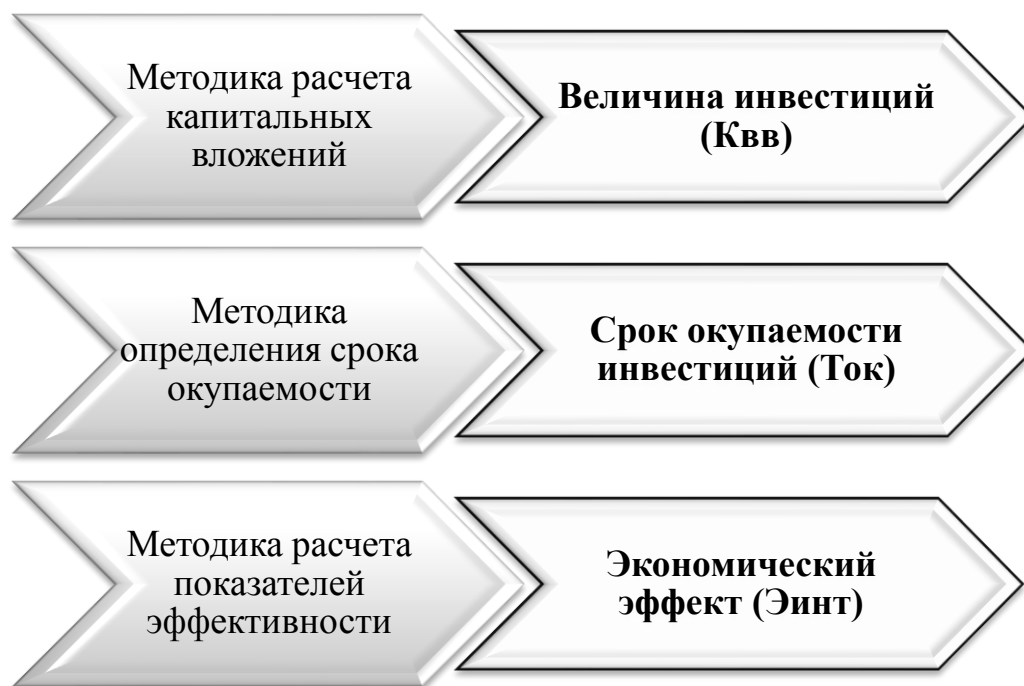 Методика расчета
капитальных
вложений
Величина инвестиций
(Квв)
Методика
определения срока
окупаемости
Срок окупаемости
инвестиций (Ток)
Методика расчета
показателей
эффективности
Экономический
эффект (Эинт)